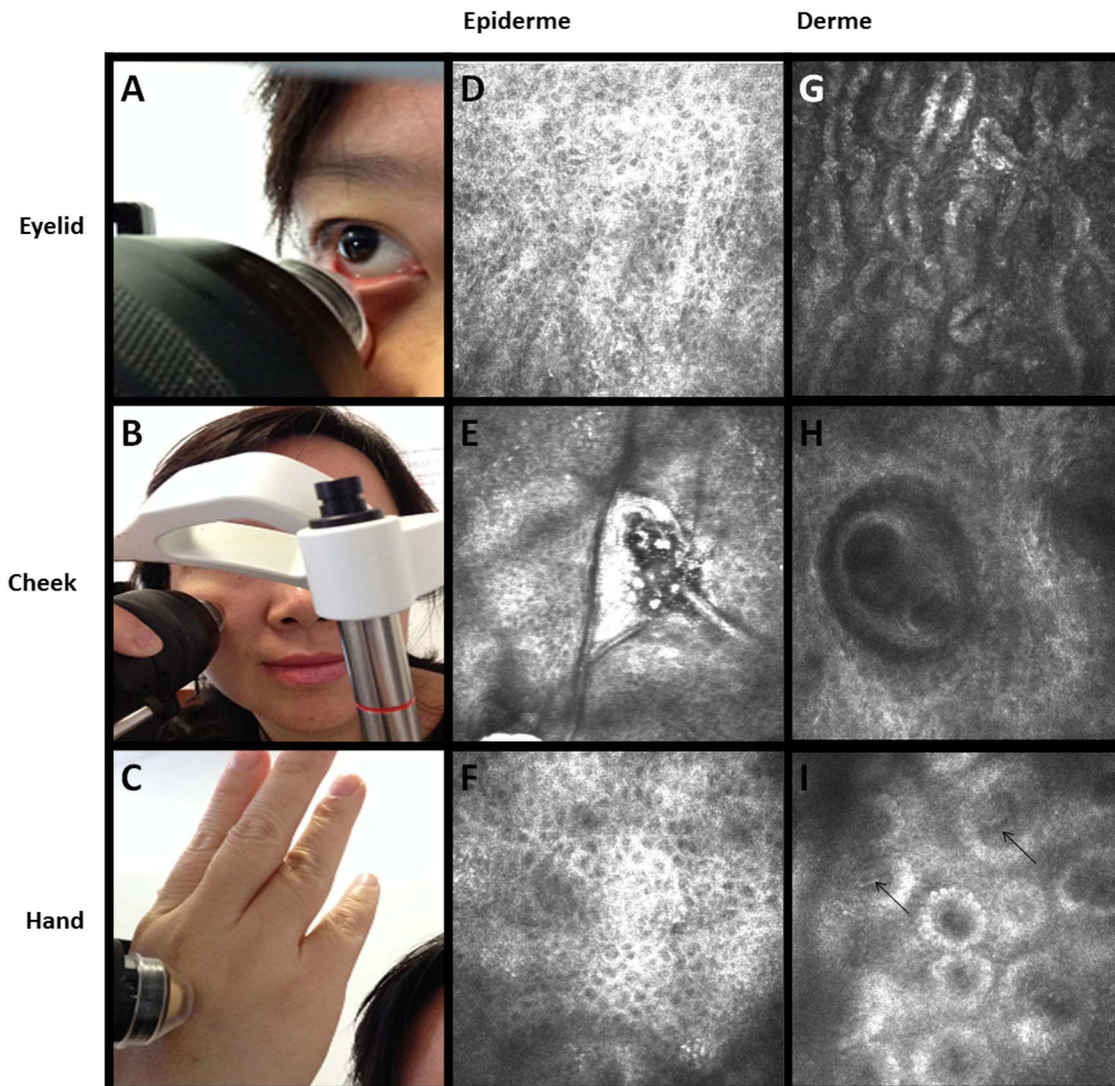 Epiderme Derme
A D G
Eyelid
B E H
Cheek
C F I
Hand